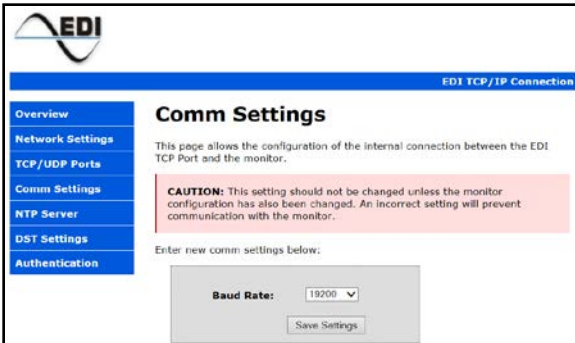 EDI
EDI TCP/IP Connection
Overview
Network Settings
TCP/UDP Ports
Comm Settings
NTP Server
DST Settings
Authentication
Comm Settings
This page allows the configuration of the internal connection between the EDI
TCP Port and the monitor.
CAUTION: This setting should not be changed unless the monitor
configuration has also been changed. An incorrect setting will prevent
communication with the monitor.
Enter new comm settings below:
Baud Rate: 19200
Save Settings